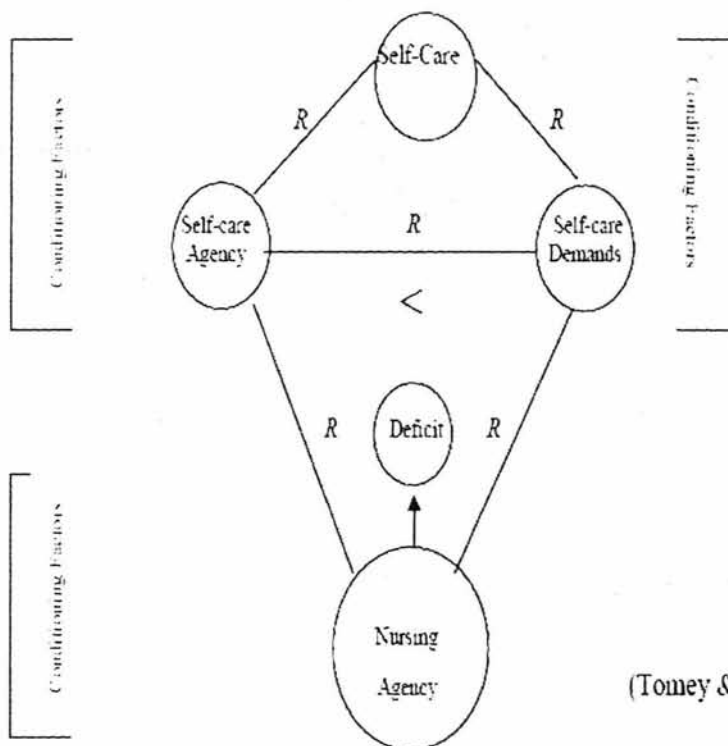 Self-Care
Conditioning Factors
Conditioning Factors
R
R
Self-care
Agency
R
Self-care
Demands
<
R
Deficit
R
Conditioning Factors
Nursing
Agency
(Tomey &